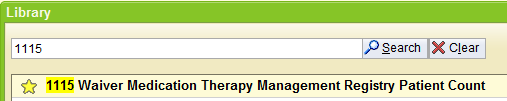 Library
1115
Search
Clear
1115 Waiver Medication Therapy Management Registry Patient Count